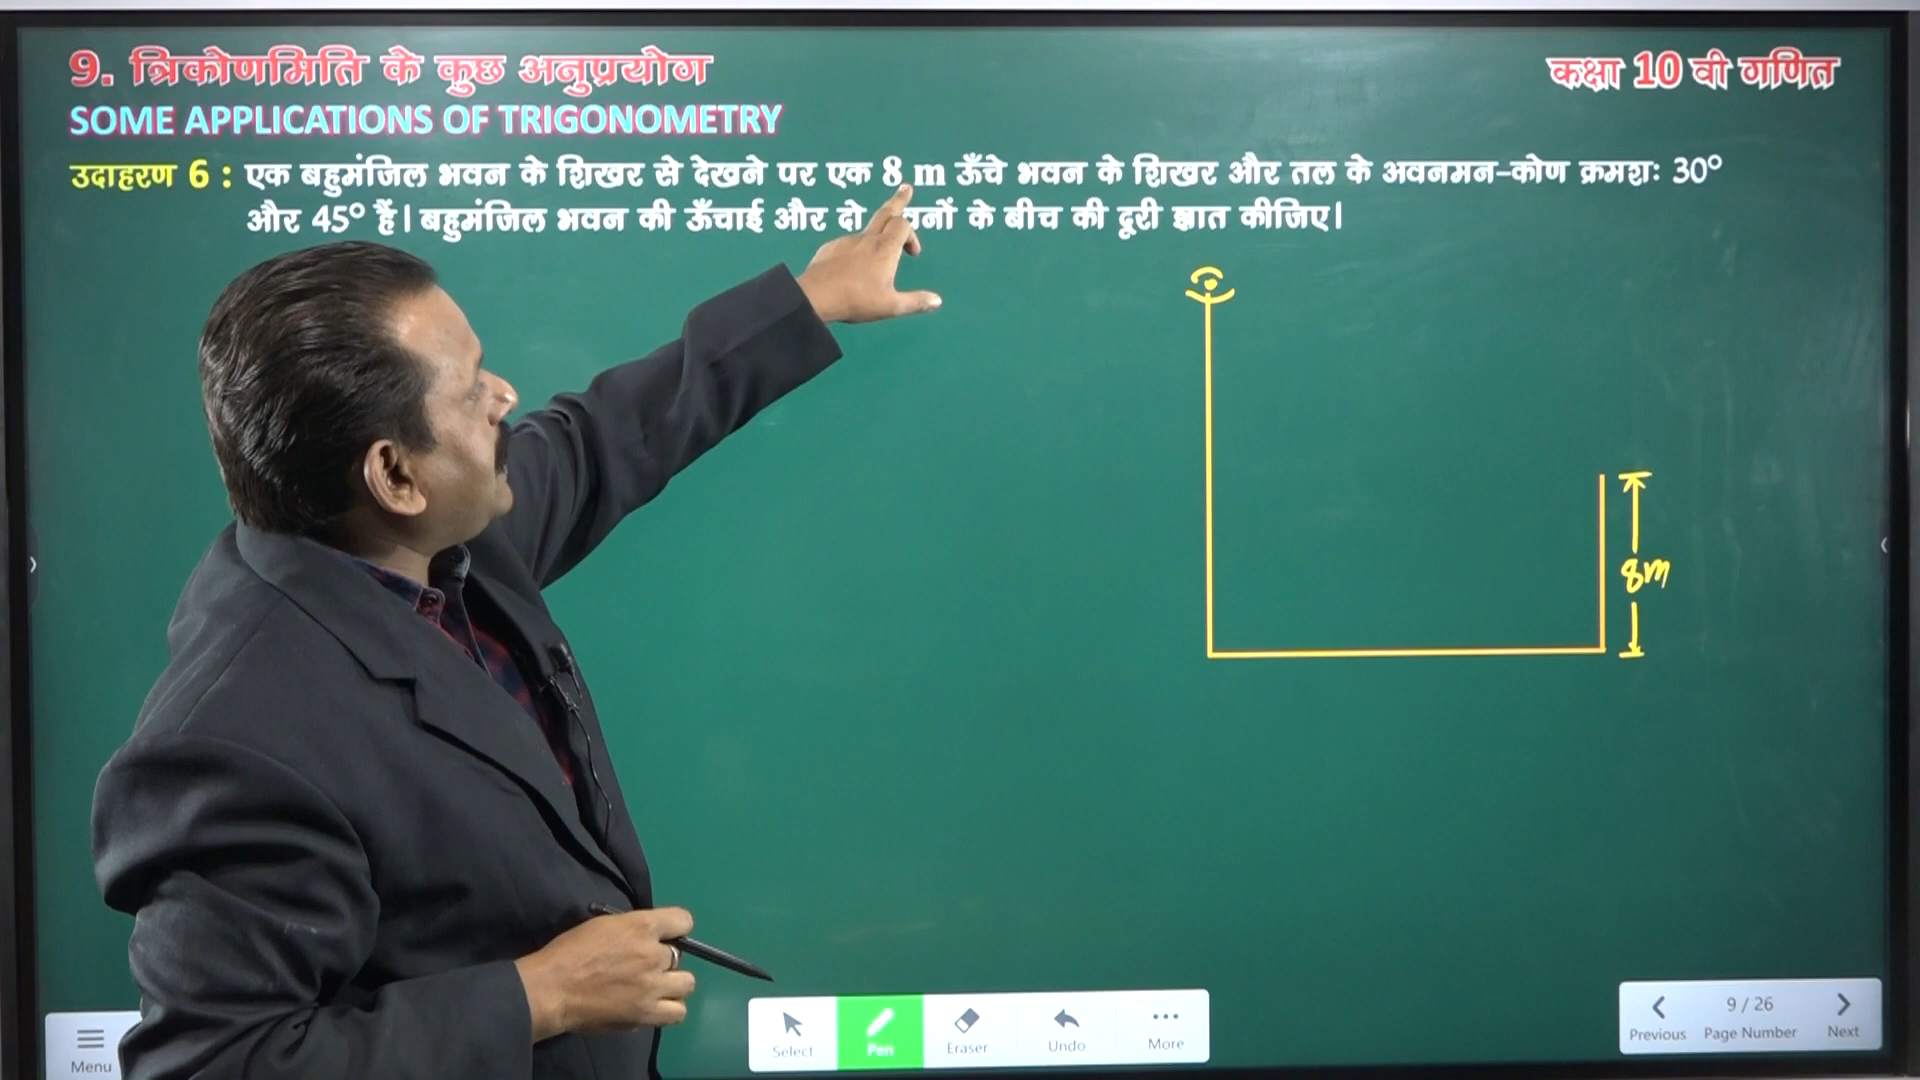 9. त्रिकोणमिति के कुछ अनुप्रयोग
कक्षा 10 वी गणित
SOME APPLICATIONS OF TRIGONOMETRY
उदाहरण 6 : एक बहुमंजिल भवन के शिखर से देखने पर एक 8 m ऊँचे भवन के शिखर और तल के अवनमन-कोण क्रमशः 30°
और 45° हैं। बहुमंजिल भवन की ऊँचाई और दो वनों के बीच की दूरी ज्ञात कीजिए।
8m
Menu
Select
Pen
Eraser
Undo
More
9 / 26
Previous
Page Number
Next